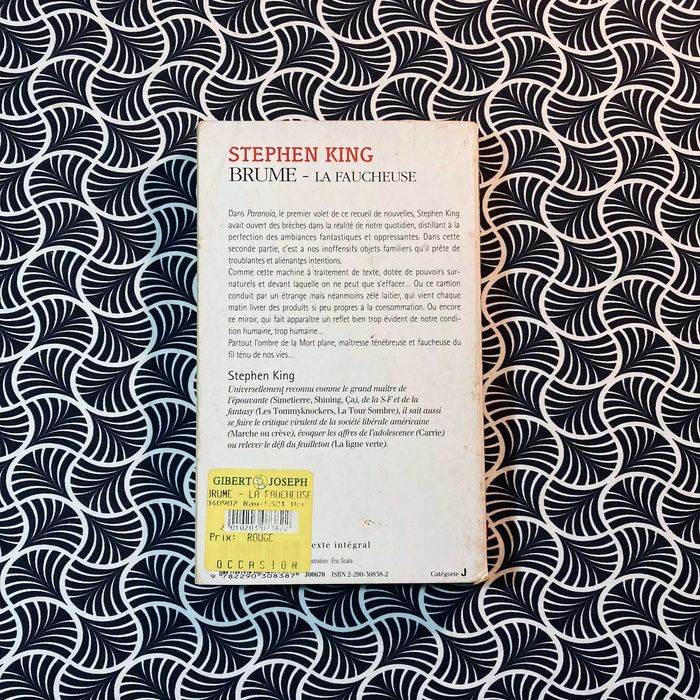 STEPHEN KING
BRUME - LA FAUCHEUSE
Dans Paranoïa, le premier volet de ce recueil de nouvelles, Stephen King
avait ouvert des brèches dans la réalité de notre quotidien, distillant à la
perfection des ambiances fantastiques et oppressantes. Dans cette
seconde partie, c'est à nos inoffensifs objets familiers qu'il prête de
troublantes et aliénantes intentions.
Comme cette machine à traitement de texte, dotée de pouvoirs sur-
naturels et devant laquelle on ne peut que s'effacer... Ou ce camion
conduit par un étrange mais néanmoins zélé laitier, qui vient chaque
matin livrer des produits si peu propres à la consommation. Ou encore
ce miroir, qui fait apparaître un reflet bien trop évident de notre condi-
tion humaine, trop humaine...
Partout l'ombre de la Mort plane, maîtresse ténébreuse et faucheuse du
fil ténu de nos vies...
Stephen King
Universellement reconnu comme le grand maître de
l'épouvante (Simetierre, Shining, Ça), de la S-F et de la
fantasy (Les Tommyknockers, La Tour Sombre), il sait aussi
se faire le critique virulent de la société libérale américaine
(Marche ou crève), évoquer les affres de l'adolescence (Carrie)
ou relever le défi du feuilleton (La ligne verte).
GIBERT JOSEPH
BRUME - LA FAUCHEUSE
040907
2010203073822
Prix: ROUGE
OCCASION
exte intégral
lustration : Eric Scala
9 782290 308387 J00670 ISBN 2-290-30838-2 Catégorie J